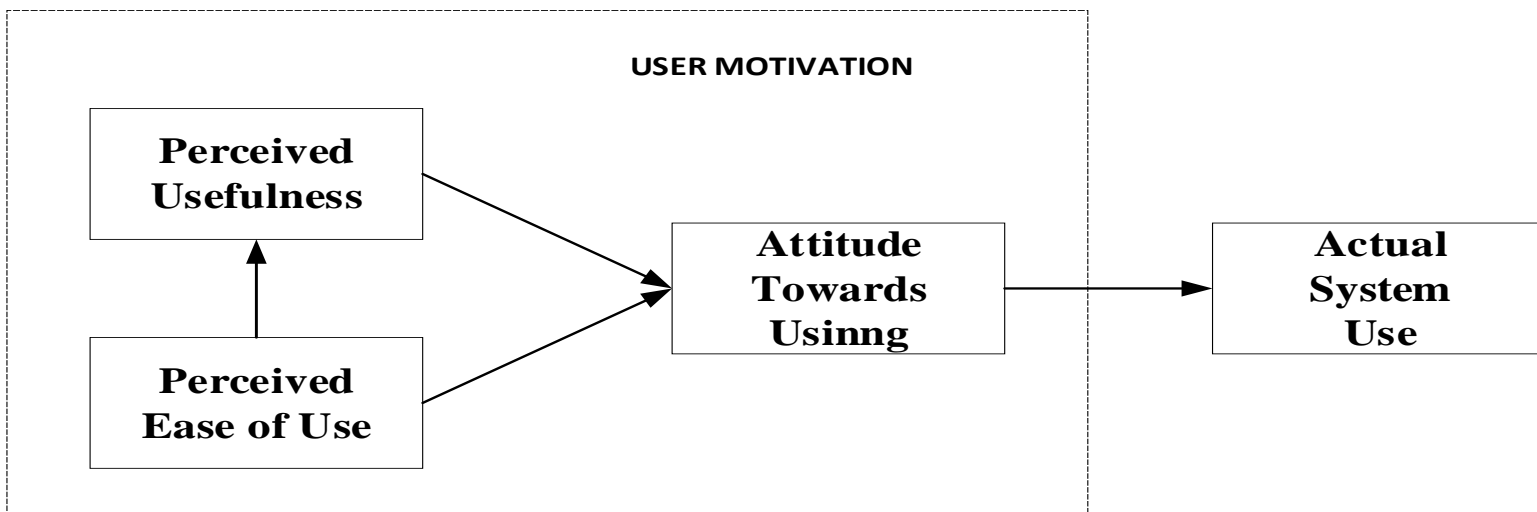 USER MOTIVATION
Perceived
Usefulness
Perceived
Ease of Use
Attitude
Towards
Usinng
Actual
System
Use